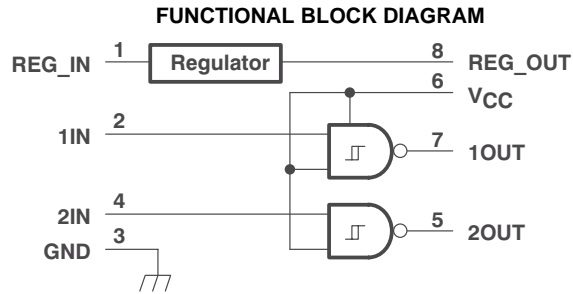 FUNCTIONAL BLOCK DIAGRAM
REG_IN 1 Regulator 8 REG_OUT
6 VCC
1IN 2 7 1OUT
2IN 4 5 2OUT
GND 3